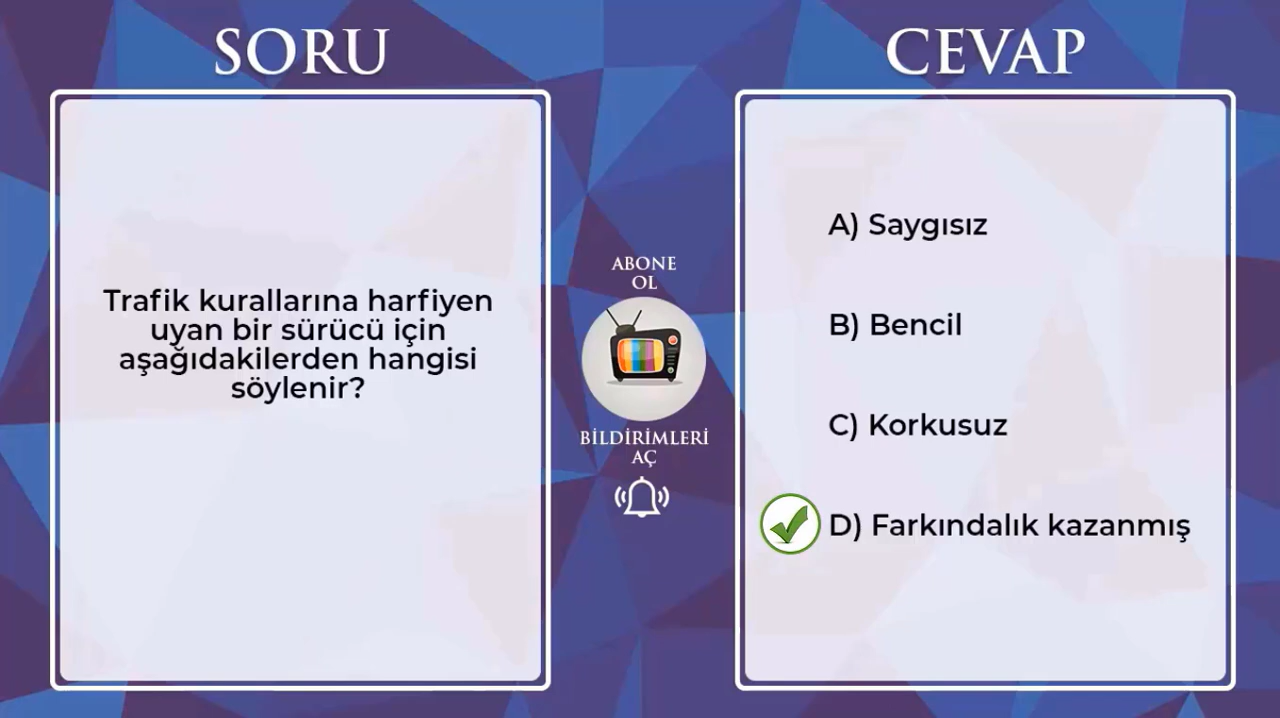 SORU
Trafik kurallarına harfiyen
uyan bir sürücü için
aşağıdakilerden hangisi
söylenir?
ABONE
OL
BİLDİRİMLERİ
AÇ
CEVAP
A) Saygısız
B) Bencil
C) Korkusuz
D) Farkındalık kazanmış